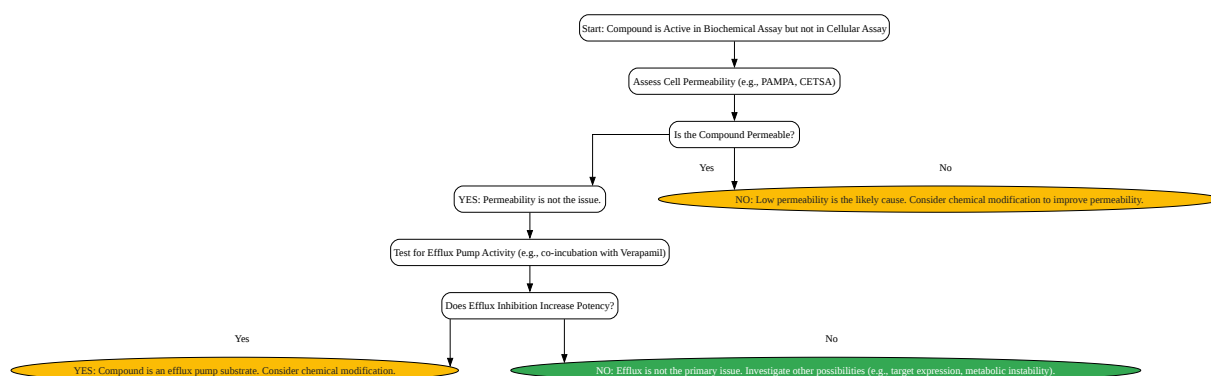 Start: Compound is Active in Biochemical Assay but not in Cellular Assay
Assess Cell Permeability (e.g., PAMPA, CETSA)
Is the Compound Permeable?
Yes
No
YES: Permeability is not the issue.
NO: Low permeability is the likely cause. Consider chemical modification to improve permeability.
Test for Efflux Pump Activity (e.g., co-incubation with Verapamil)
Does Efflux Inhibition Increase Potency?
Yes
No
YES: Compound is an efflux pump substrate. Consider chemical modification.
NO: Efflux is not the primary issue. Investigate other possibilities (e.g., target expression, metabolic instability).